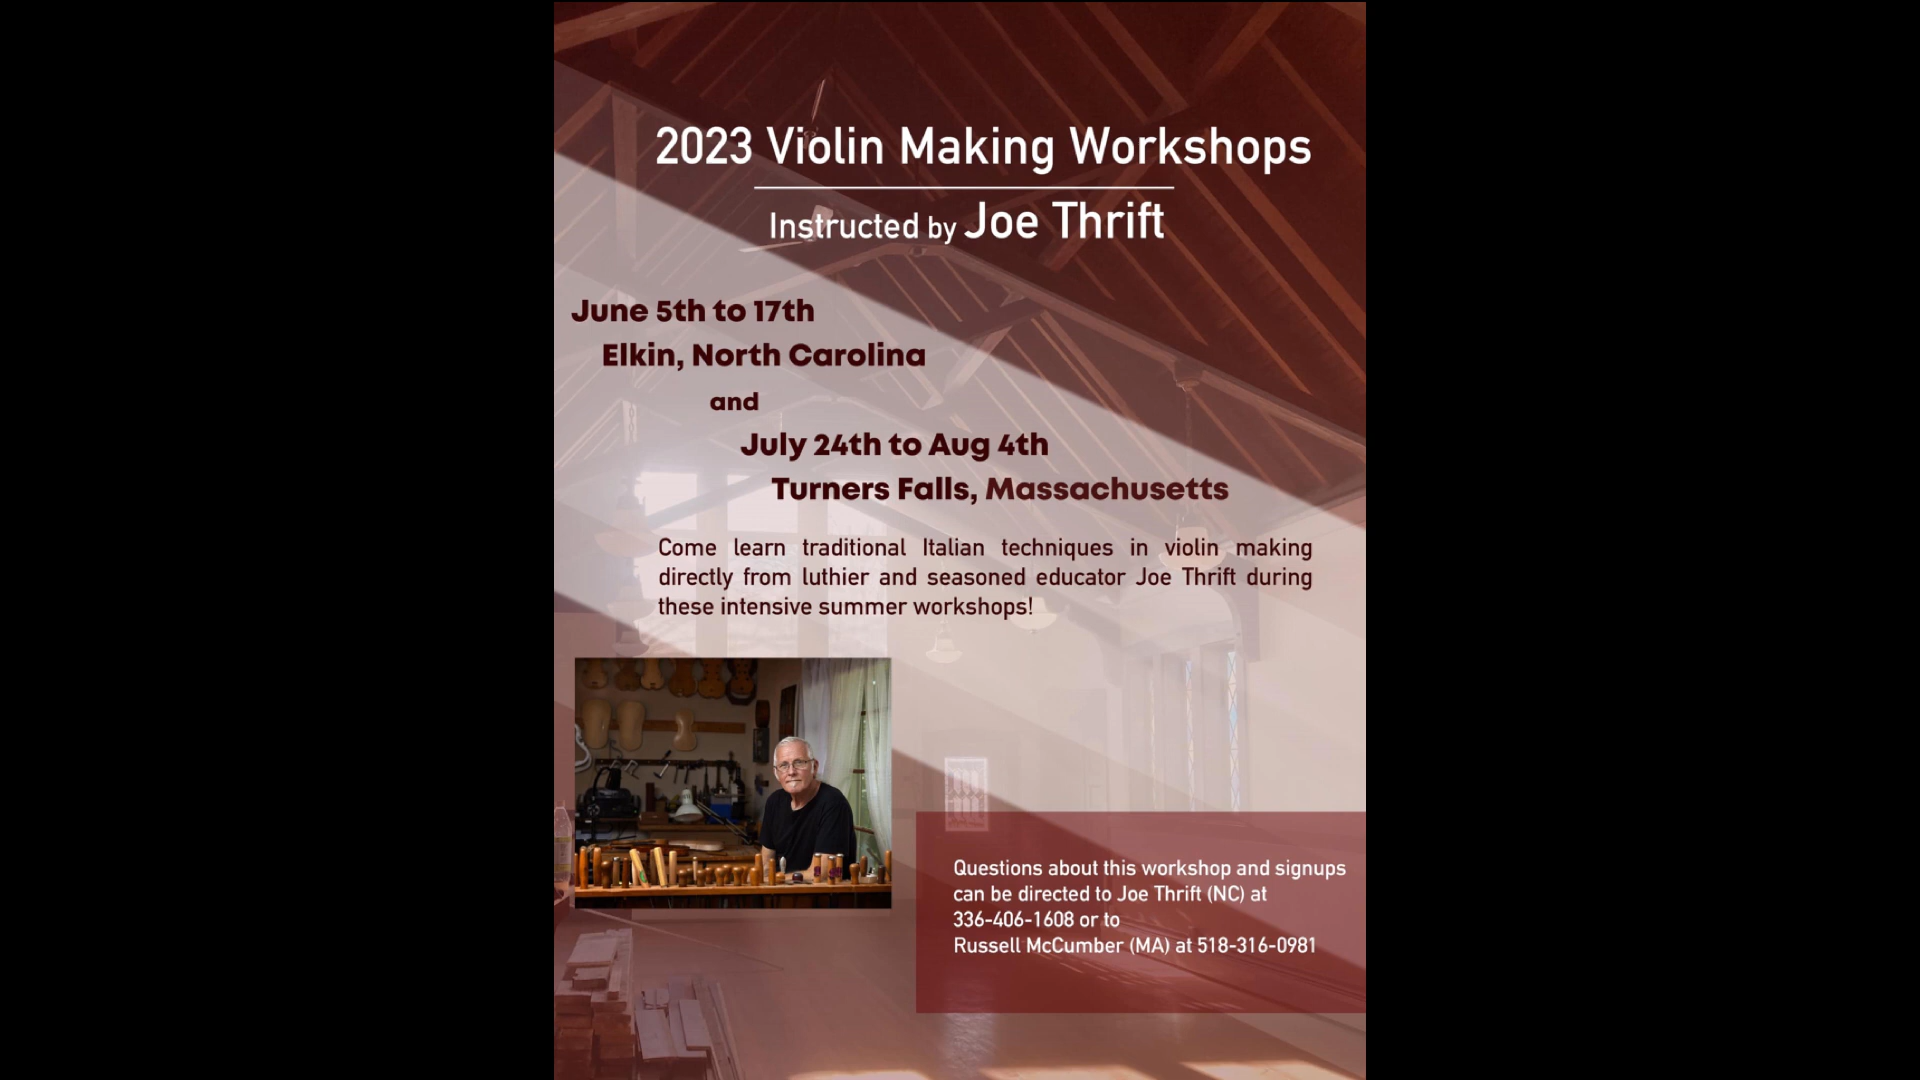 2023 Violin Making Workshops
Instructed by Joe Thrift
June 5th to 17th
Elkin, North Carolina
and
July 24th to Aug 4th
Turners Falls, Massachusetts
Come learn traditional Italian techniques in violin making
directly from luthier and seasoned educator Joe Thrift during
these intensive summer workshops!
Questions about this workshop and signups
can be directed to Joe Thrift (NC) at
336-406-1608 or to
Russell McCumber (MA) at 518-316-0981